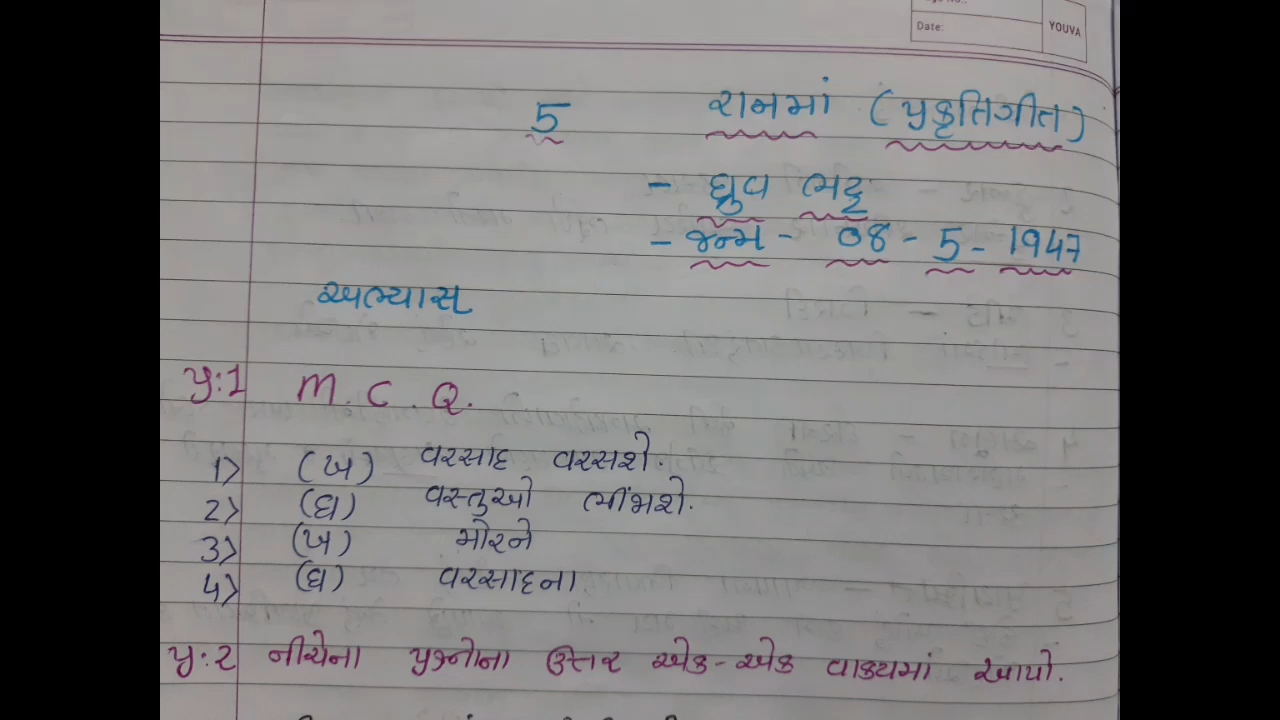 Date:
YOUVA
5 રાનમાં (પ્રકૃતિગીત)
- ધ્રુવ ભટ્ટ
- જન્મ - 08 - 5 - 1947
અભ્યાસ
પ્ર:1 M. C. Q.
1> (ખ) વરસાદ વરસશે.
2> (ઘ) વસ્તુઓ ભીંજાશે.
3> (ખ) મોરને
4> (ઘ) વરસાદના
પ્ર:2 નીચેના પ્રશ્નોના ઉત્તર એક-એક વાક્યમાં આપો.